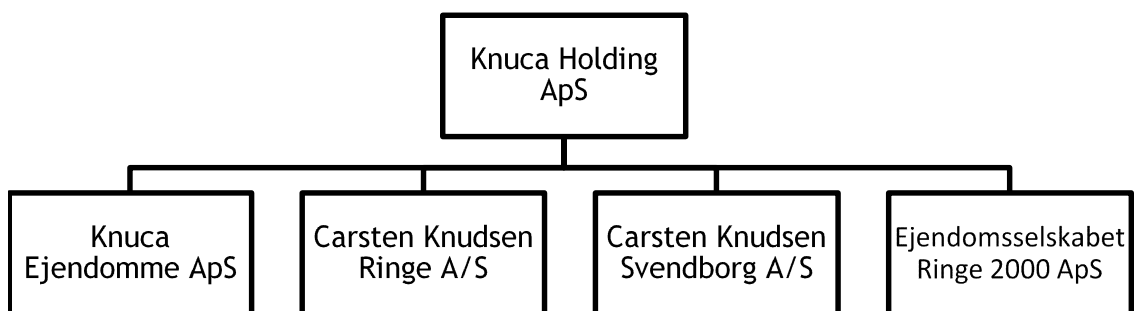 Knuca Holding
ApS
Knuca
Ejendomme ApS
Carsten Knudsen
Ringe A/S
Carsten Knudsen
Svendborg A/S
Ejendomsselskabet
Ringe 2000 ApS